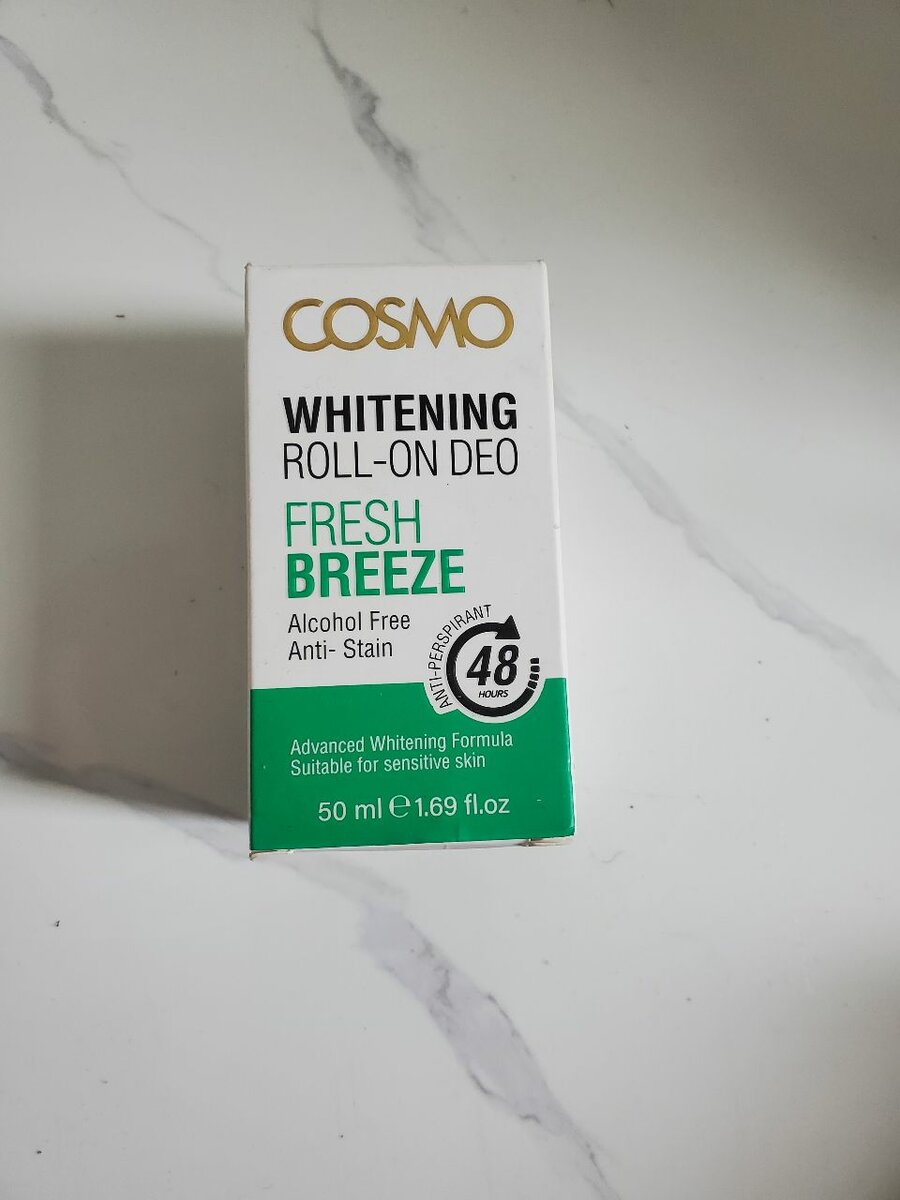 COSMO
WHITENING
ROLL-ON DEO
FRESH
BREEZE
Alcohol Free
Anti- Stain
ANTI-PERSPIRANT
48
HOURS
Advanced Whitening Formula
Suitable for sensitive skin
50 ml ℮ 1.69 fl.oz